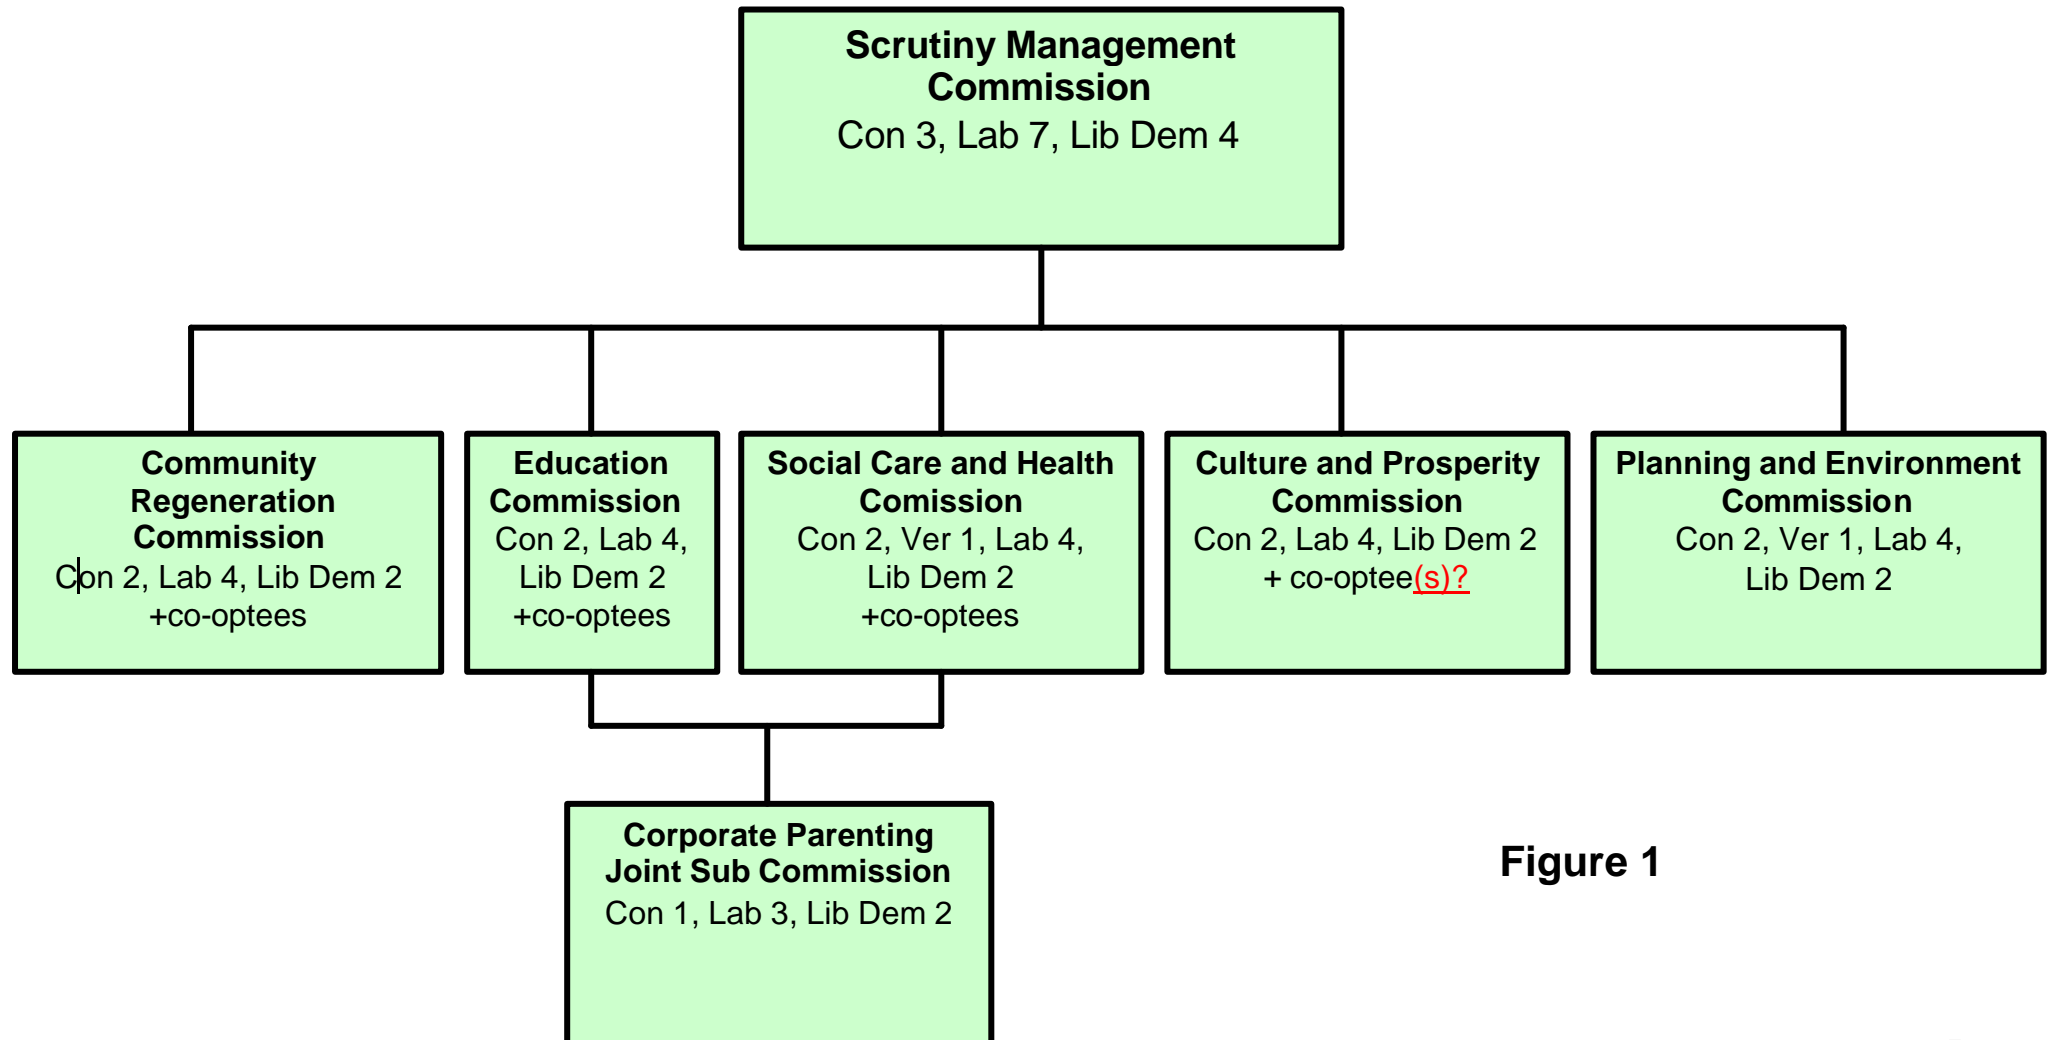 Scrutiny Management
Commission
Con 3, Lab 7, Lib Dem 4
Community
Regeneration
Commission
Con 2, Lab 4, Lib Dem 2
+co-optees
Education
Commission
Con 2, Lab 4,
Lib Dem 2
+co-optees
Social Care and Health
Comission
Con 2, Ver 1, Lab 4,
Lib Dem 2
+co-optees
Culture and Prosperity
Commission
Con 2, Lab 4, Lib Dem 2
+ co-optee(s)?
Planning and Environment
Commission
Con 2, Ver 1, Lab 4,
Lib Dem 2
Corporate Parenting
Joint Sub Commission
Con 1, Lab 3, Lib Dem 2
Figure 1